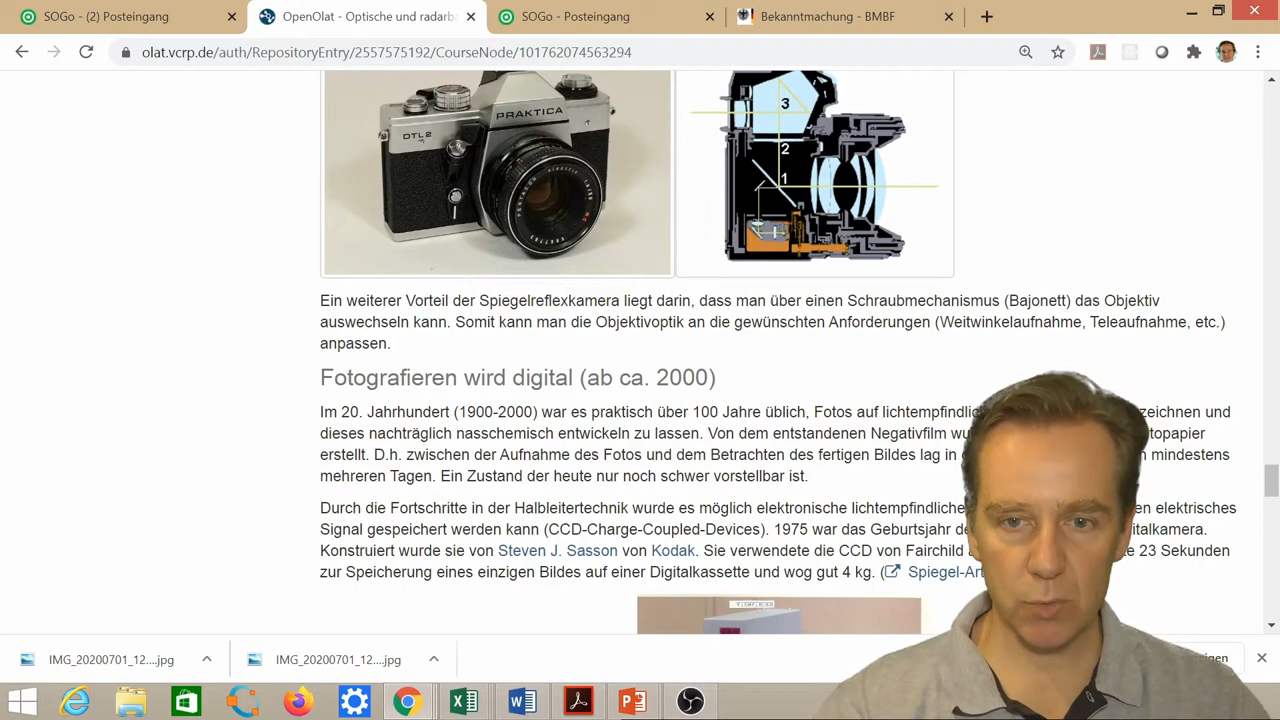 SOGo - (2) Posteingang
OpenOlat - Optische und radarba
SOGo - Posteingang
Bekanntmachung - BMBF
olat.vcrp.de/auth/RepositoryEntry/2557575192/CourseNode/101762074563294
PRAKTICA
DTL2
3
2
1
Ein weiterer Vorteil der Spiegelreflexkamera liegt darin, dass man über einen Schraubmechanismus (Bajonett) das Objektiv
auswechseln kann. Somit kann man die Objektivoptik an die gewünschten Anforderungen (Weitwinkelaufnahme, Teleaufnahme, etc.)
anpassen.
Fotografieren wird digital (ab ca. 2000)
Im 20. Jahrhundert (1900-2000) war es praktisch über 100 Jahre üblich, Fotos auf lichtempfindlic zeichnen und
dieses nachträglich nasschemisch entwickeln zu lassen. Von dem entstandenen Negativfilm wu topapier
erstellt. D.h. zwischen der Aufnahme des Fotos und dem Betrachten des fertigen Bildes lag in d n mindestens
mehreren Tagen. Ein Zustand der heute nur noch schwer vorstellbar ist.
Durch die Fortschritte in der Halbleitertechnik wurde es möglich elektronische lichtempfindliche en elektrisches
Signal gespeichert werden kann (CCD-Charge-Coupled-Devices). 1975 war das Geburtsjahr de italkamera.
Konstruiert wurde sie von Steven J. Sasson von Kodak. Sie verwendete die CCD von Fairchild a e 23 Sekunden
zur Speicherung eines einzigen Bildes auf einer Digitalkassette und wog gut 4 kg. ( Spiegel-Art
VIEWFINDER
IMG_20200701_12....jpg
IMG_20200701_12....jpg
eigen